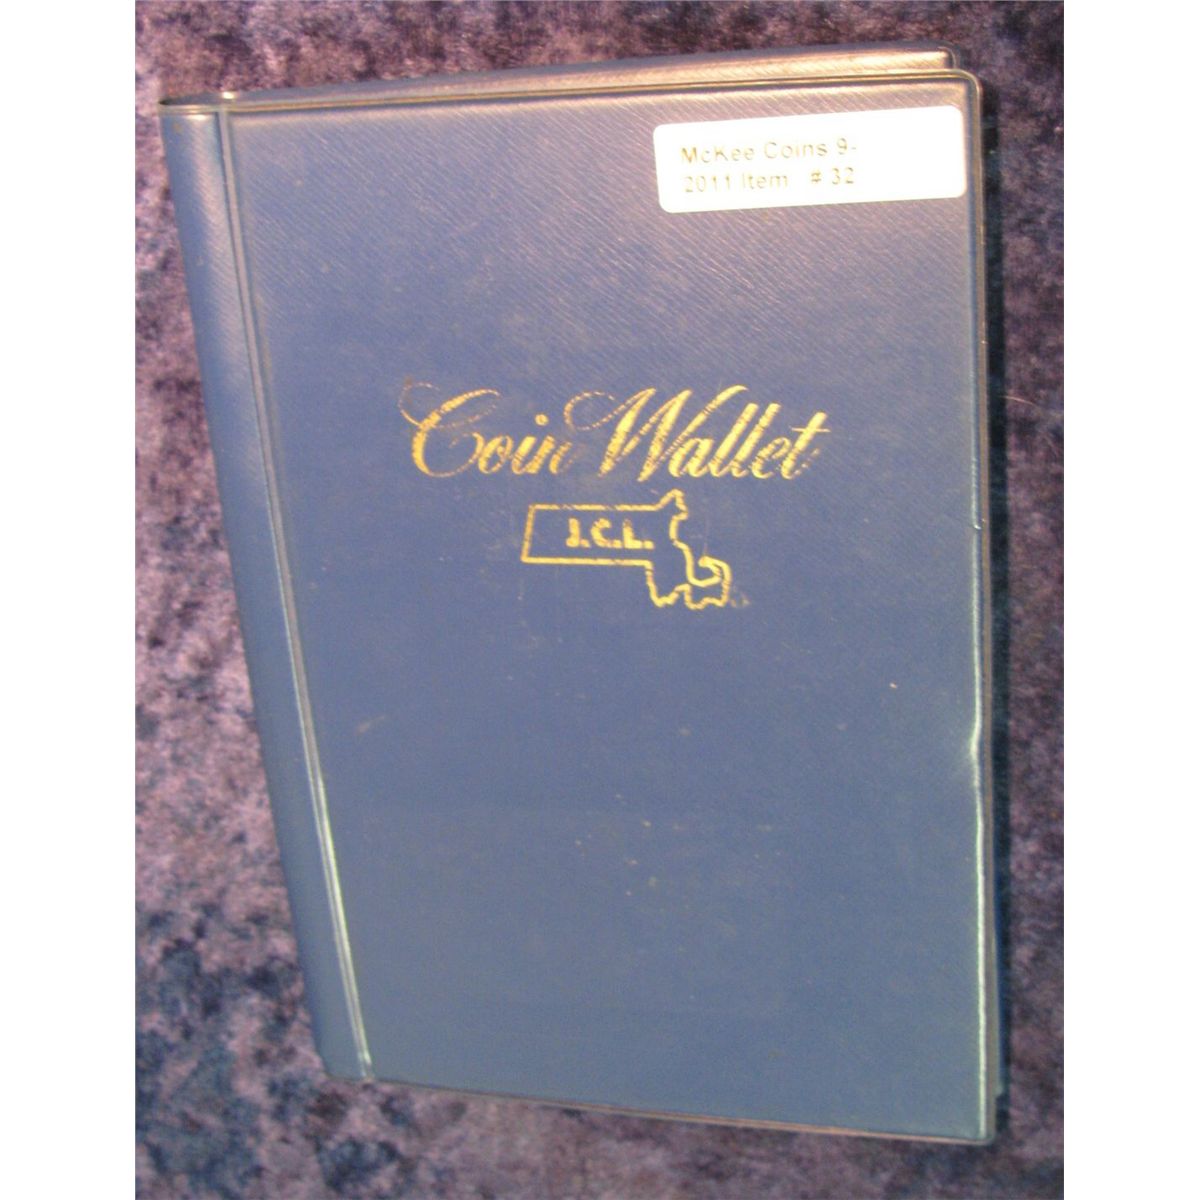 McKee Coins 9-
2011 Item # 32
Coin Wallet
J.C.L.